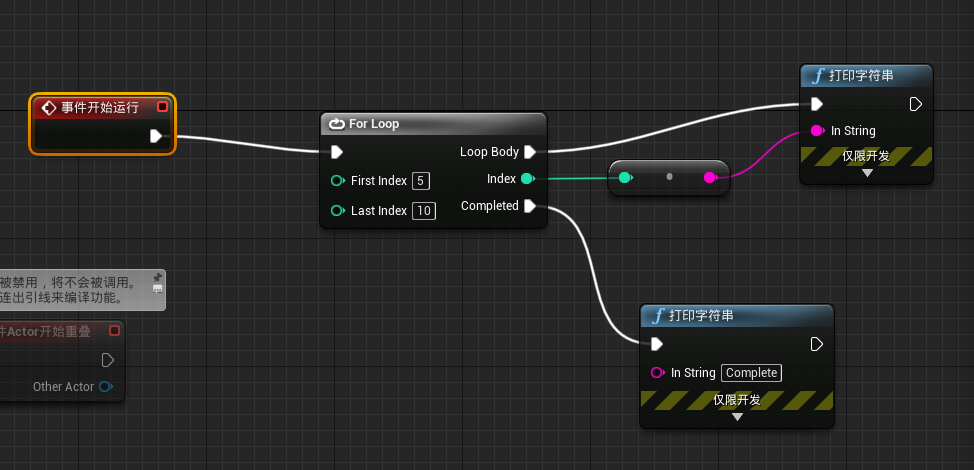 事件开始运行
For Loop
Loop Body
First Index 5
Index
Last Index 10
Completed
f 打印字符串
In String
仅限开发
被禁用，将不会被调用。
连出引线来编译功能。
件Actor开始重叠
Other Actor
f 打印字符串
In String Complete
仅限开发